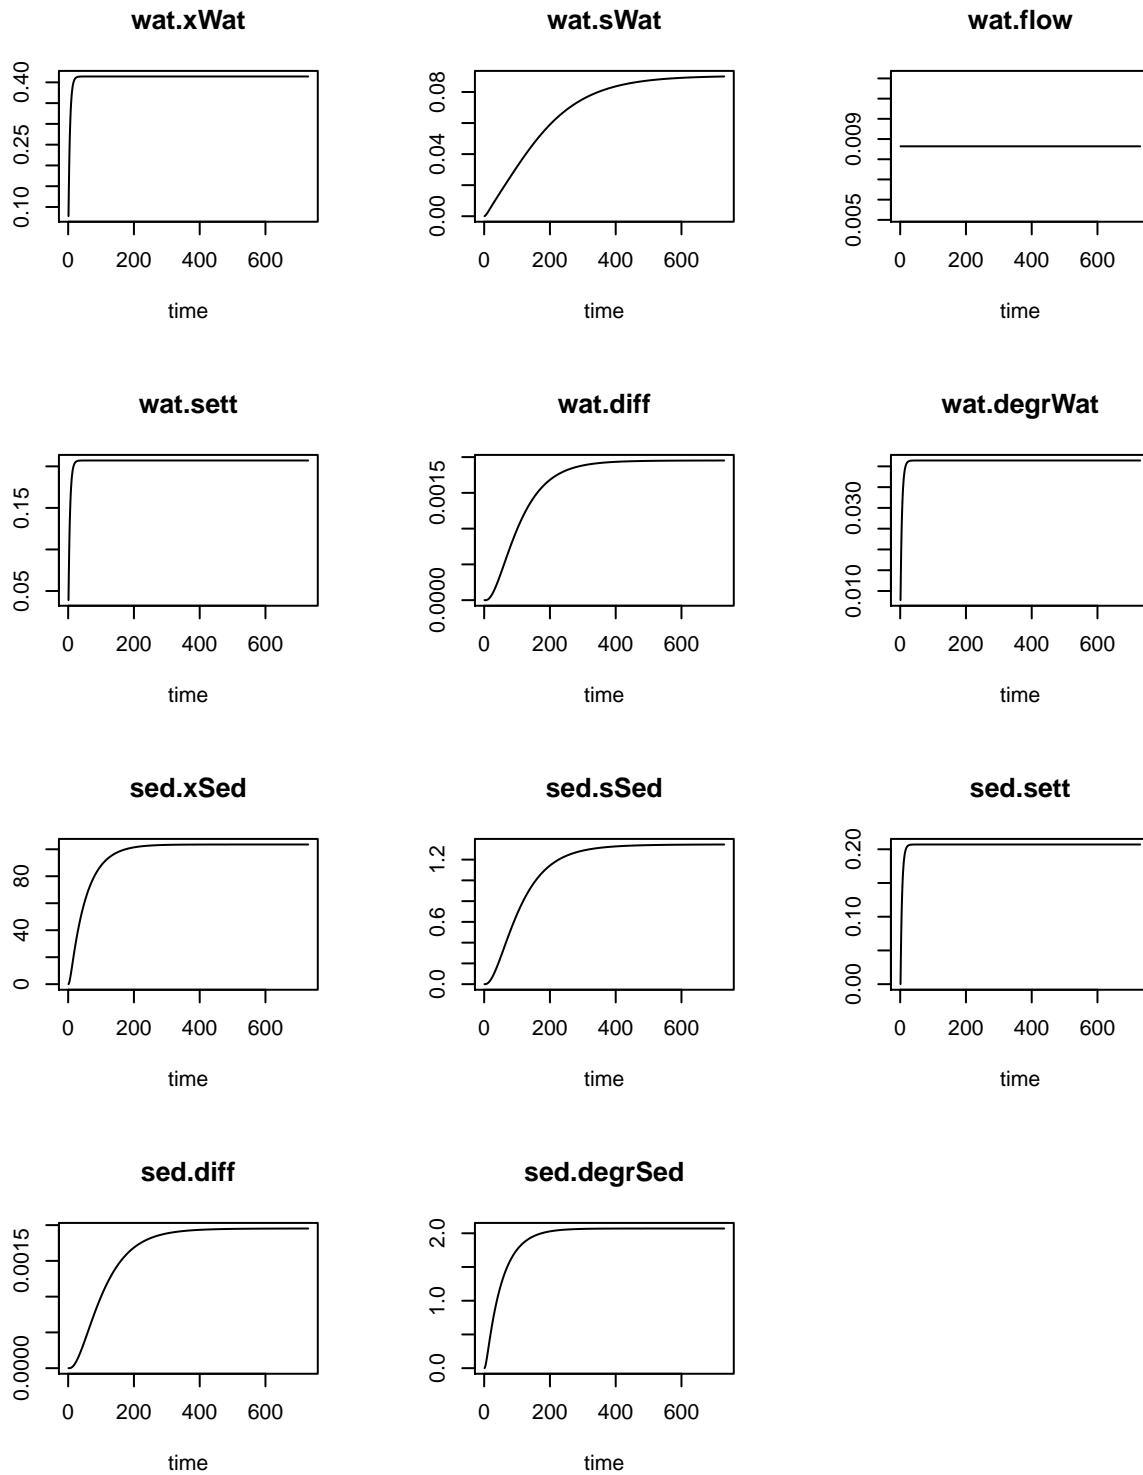 wat.xWat
wat.sWat
wat.flow
0.10 0.25 0.40
0 200 400 600
time
0.00 0.04 0.08
0 200 400 600
time
0.005 0.009
0 200 400 600
time
wat.sett
wat.diff
wat.degrWat
0.05 0.15
0 200 400 600
time
0.0000 0.0015
0 200 400 600
time
0.010 0.030
0 200 400 600
time
sed.xSed
sed.sSed
sed.sett
0 40 80
0 200 400 600
time
0.0 0.6 1.2
0 200 400 600
time
0.00 0.10 0.20
0 200 400 600
time
sed.diff
sed.degrSed
0.0000 0.0015
0 200 400 600
time
0.0 1.0 2.0
0 200 400 600
time